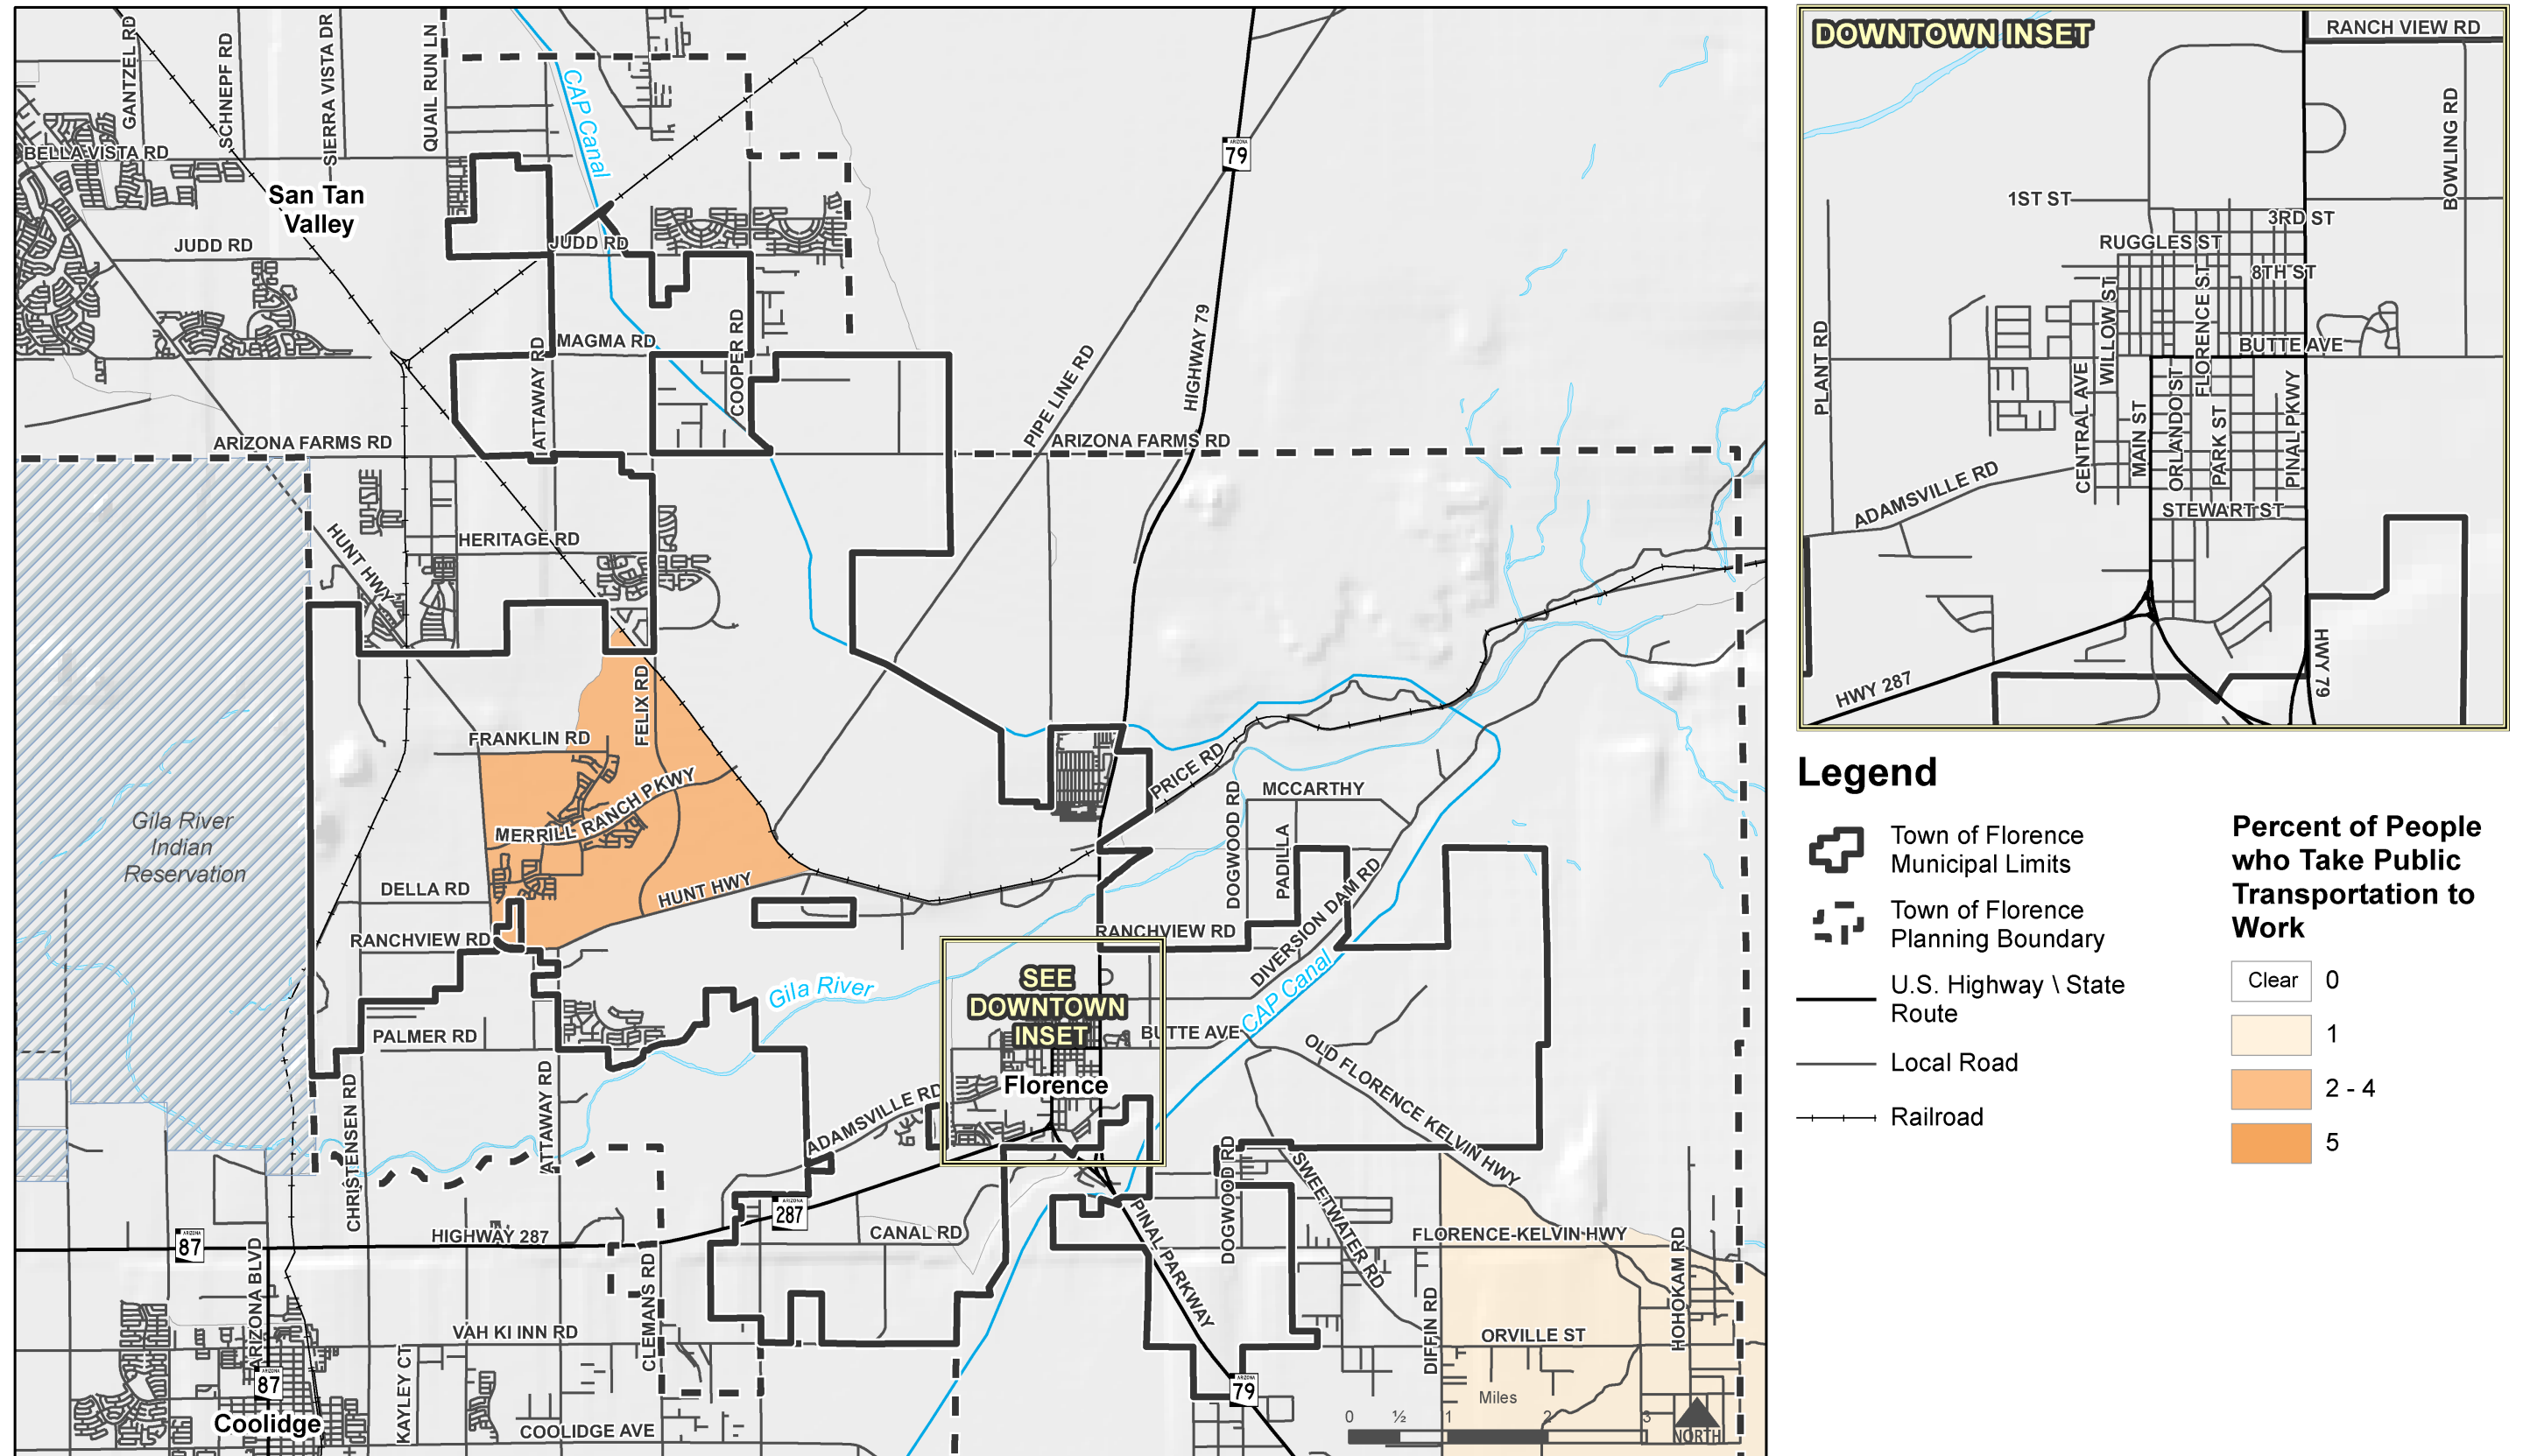 GANTZEL RD
SCHNEPF RD
SIERRA VISTA DR
QUAIL RUN LN
CAP Canal
BELLA VISTA RD
San Tan
Valley
JUDD RD
JUDD RD
ARIZONA
79
HIGHWAY 79
PIPE LINE RD
MAGMA RD
COOPER RD
ATTAWAY RD
ARIZONA FARMS RD
ARIZONA FARMS RD
HUNT HWY
HERITAGE RD
FELIX RD
FRANKLIN RD
MERRILL RANCH PKWY
PRICE RD
MCCARTHY
DOGWOOD RD
PADILLA
DIVERSION DAM RD
Gila River
Indian
Reservation
DELLA RD
HUNT HWY
RANCHVIEW RD
RANCHVIEW RD
SEE
DOWNTOWN
INSET
Gila River
CAP Canal
PALMER RD
BUTTE AVE
OLD FLORENCE KELVIN HWY
Florence
CHRISTENSEN RD
ATTAWAY RD
ADAMSVILLE RD
DOGWOOD RD
SWEETWATER RD
ARIZONA
287
PINAL PARKWAY
CANAL RD
FLORENCE-KELVIN HWY
HOHOKAM RD
ARIZONA
87
HIGHWAY 287
ARIZONA BLVD
CLEMANS RD
DIFFIN RD
VAH KI INN RD
ORVILLE ST
KAYLEY CT
ARIZONA
87
ARIZONA
79
Coolidge
COOLIDGE AVE
Miles
0 ½ 1 2 3
NORTH
DOWNTOWN INSET
RANCH VIEW RD
BOWLING RD
1ST ST
3RD ST
RUGGLES ST
8TH ST
WILLOW ST
FLORENCE ST
PLANT RD
BUTTE AVE
CENTRAL AVE
MAIN ST
ORLANDO ST
PARK ST
PINAL PKWY
ADAMSVILLE RD
STEWART ST
HWY 287
HWY 79
Legend
Town of Florence
Municipal Limits
Town of Florence
Planning Boundary
U.S. Highway \ State
Route
Local Road
Railroad
Percent of People
who Take Public
Transportation to
Work
Clear 0
1
2 - 4
5